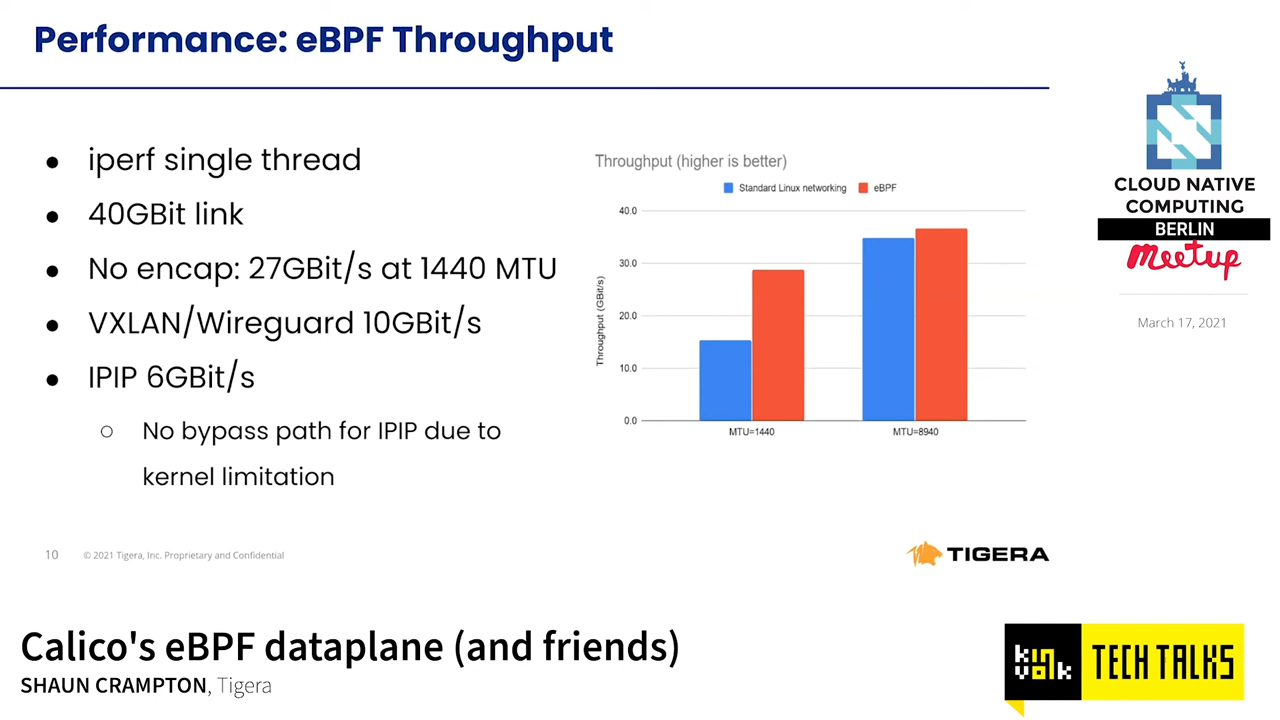 Performance: eBPF Throughput
● iperf single thread
● 40GBit link
● No encap: 27GBit/s at 1440 MTU
● VXLAN/Wireguard 10GBit/s
● IPIP 6GBit/s
○ No bypass path for IPIP due to
kernel limitation
Throughput (higher is better)
Standard Linux networking
eBPF
Throughput (GBit/s)
40.0
30.0
20.0
10.0
0.0
MTU=1440
MTU=8940
10
© 2021 Tigera, Inc. Proprietary and Confidential
TIGERA
CLOUD NATIVE
COMPUTING
BERLIN
meetup
March 17, 2021
Calico's eBPF dataplane (and friends)
SHAUN CRAMPTON, Tigera
kinvolk
TECH TALKS